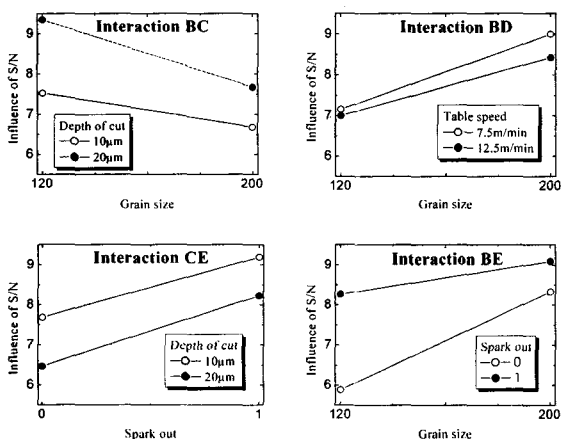 Interaction BC
Influence of S/N
9
8
7
6
Depth of cut
10μm
20μm
120
200
Grain size
Interaction BD
Influence of S/N
9
8
7
6
Table speed
7.5m/min
12.5m/min
120
200
Grain size
Interaction CE
Influence of S/N
9
8
7
6
Depth of cut
10μm
20μm
0
1
Spark out
Interaction BE
Influence of S/N
9
8
7
6
Spark out
0
1
120
200
Grain size